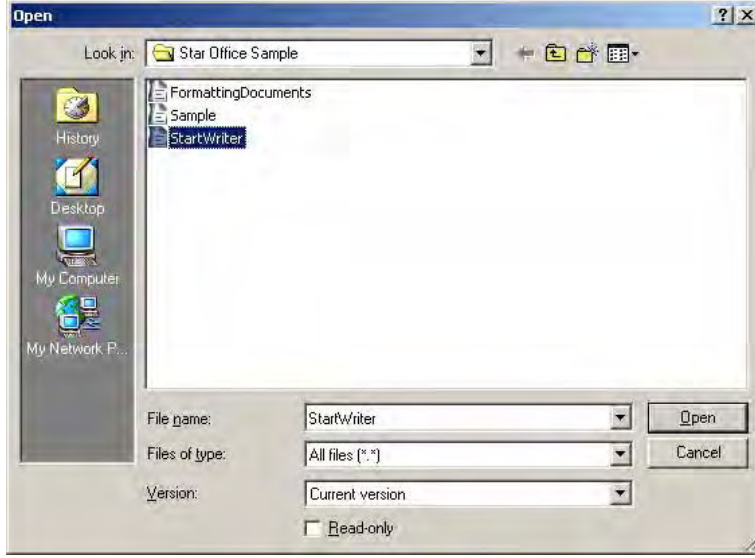 Open
Look in: Star Office Sample
FormattingDocuments
Sample
StartWriter
History
Desktop
My Computer
My Network P...
File name: StartWriter Open
Files of type: All files (*.*) Cancel
Version: Current version
Read-only